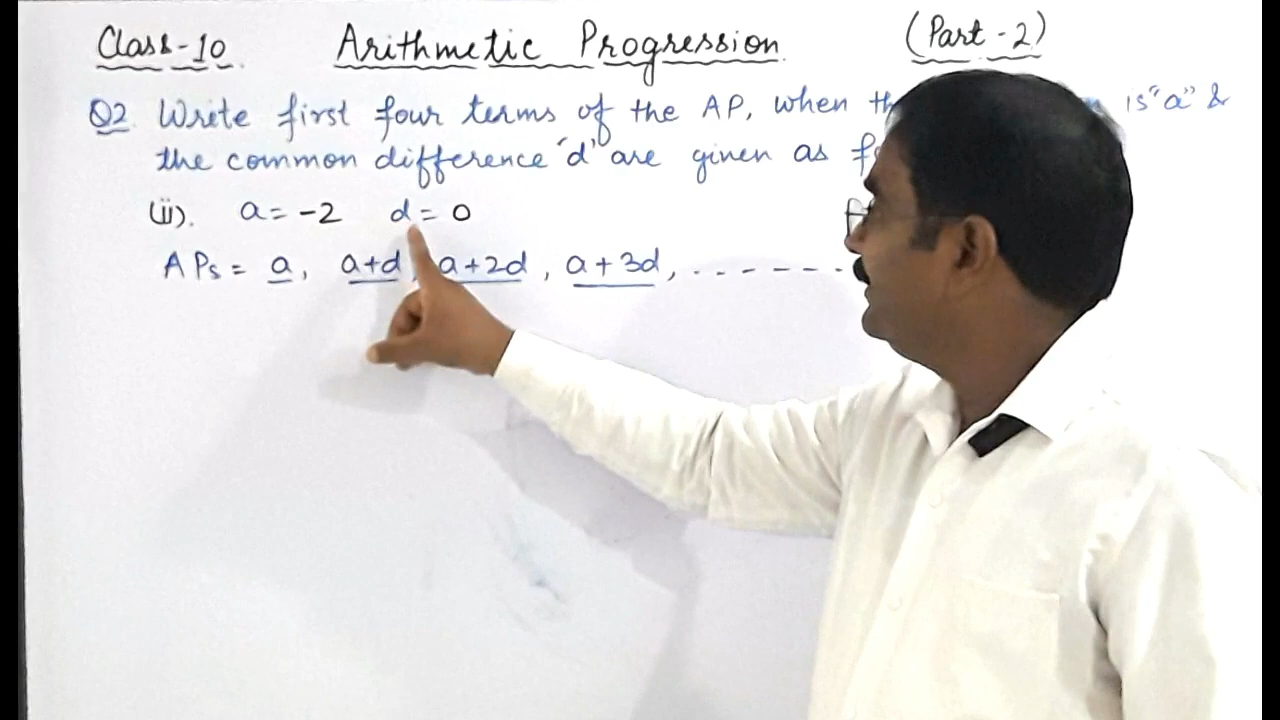 Class-10 Arithmetic Progression (Part-2)
Q2 Write first four terms of the AP, when is "a" &
the common difference 'd' are given as
(ii). a = -2 d = 0
APs = a, a+d, a+2d, a+3d, - - - - - -